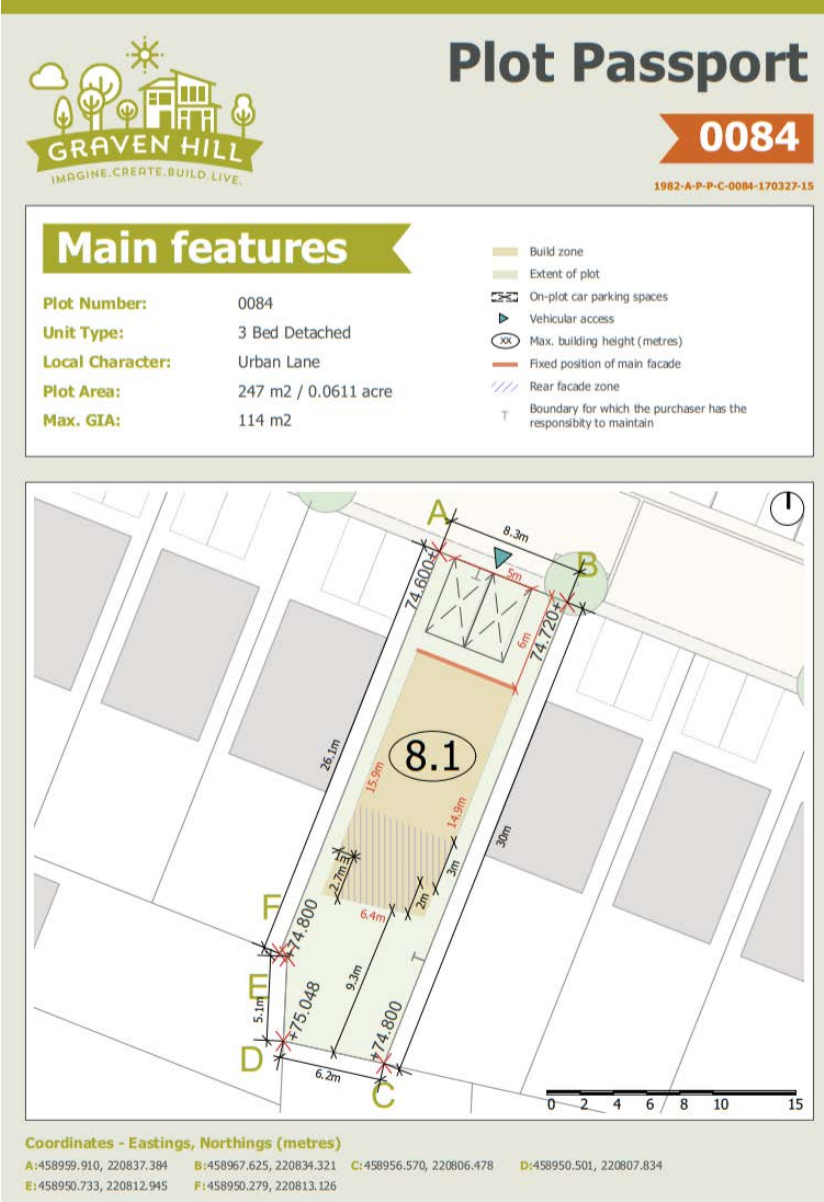 Plot Passport
GRAVEN HILL
IMAGINE.CREATE.BUILD.LIVE.
0084
1982-A-P-P-C-0084-170327-15
Main features
Plot Number: 0084
Unit Type: 3 Bed Detached
Local Character: Urban Lane
Plot Area: 247 m2 / 0.0611 acre
Max. GIA: 114 m2
Build zone
Extent of plot
On-plot car parking spaces
Vehicular access
XX Max. building height (metres)
Fixed position of main facade
Rear facade zone
T Boundary for which the purchaser has the
responsibity to maintain
A
8.3m
B
74.600+
5m
T
74.720+
6m
8.1
26.1m
15.9m
14.9m
30m
1m
2.7m
3m
2m
6.4m
F
+74.800
T
9.3m
E
5.1m
+75.048
+74.800
D
6.2m
C
0 2 4 6 8 10 15
Coordinates - Eastings, Northings (metres)
A:458959.910, 220837.384 B:458967.625, 220834.321 C:458956.570, 220806.478 D:458950.501, 220807.834
E:458950.733, 220812.945 F:458950.279, 220813.126